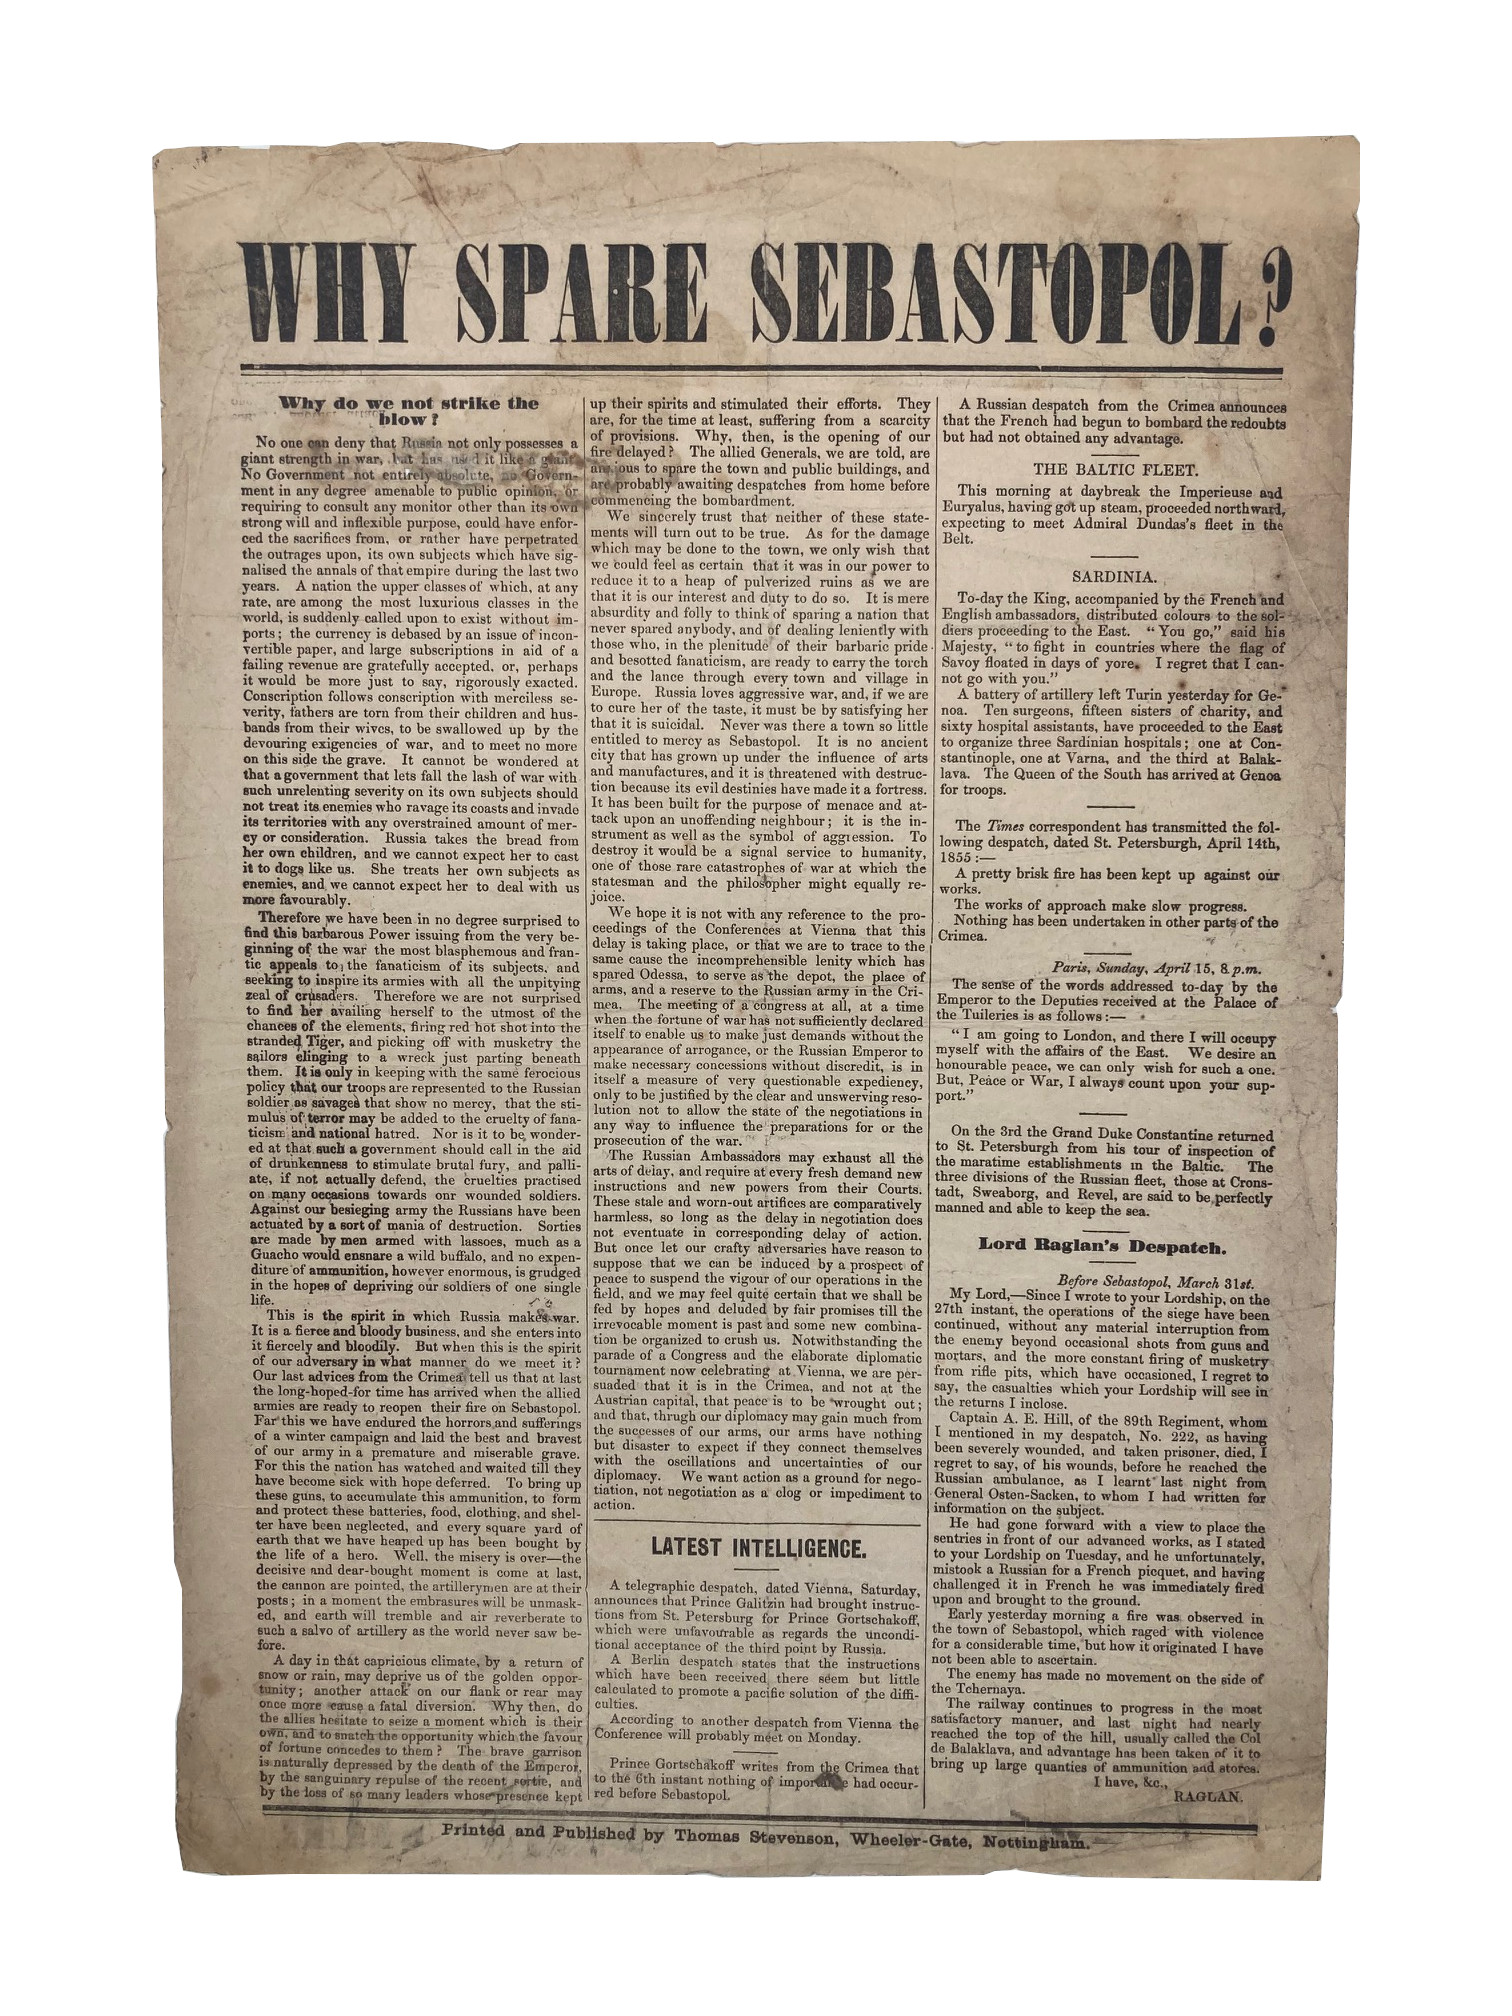 WHY SPARE SEBASTOPOL?
Why do we not strike the
blow?
No one can deny that Russia not only possesses a
giant strength in war, but has used it like a giant.
No Government not entirely absolute, no Govern-
ment in any degree amenable to public opinion, or
requiring to consult any monitor other than its own
strong will and inflexible purpose, could have enfor-
ced the sacrifices from, or rather have perpetrated
the outrages upon, its own subjects which have sig-
nalised the annals of that empire during the last two
years. A nation the upper classes of which, at any
rate, are among the most luxurious classes in the
world, is suddenly called upon to exist without im-
ports; the currency is debased by an issue of incon-
vertible paper, and large subscriptions in aid of a
failing revenue are gratefully accepted, or, perhaps
it would be more just to say, rigorously exacted.
Conscription follows conscription with merciless se-
verity, fathers are torn from their children and hus-
bands from their wives, to be swallowed up by the
devouring exigencies of war, and to meet no more
on this side the grave. It cannot be wondered at
that a government that lets fall the lash of war with
such unrelenting severity on its own subjects should
not treat its enemies who ravage its coasts and invade
its territories with any overstrained amount of mer-
cy or consideration. Russia takes the bread from
her own children, and we cannot expect her to cast
it to dogs like us. She treats her own subjects as
enemies, and we cannot expect her to deal with us
more favourably.
Therefore we have been in no degree surprised to
find this barbarous Power issuing from the very be-
ginning of the war the most blasphemous and fran-
tic appeals to the fanaticism of its subjects, and
seeking to inspire its armies with all the unpitying
zeal of crusaders. Therefore we are not surprised
to find her availing herself to the utmost of the
chances of the elements, firing red hot shot into the
stranded Tiger, and picking off with musketry the
sailors clinging to a wreck just parting beneath
them. It is only in keeping with the same ferocious
policy that our troops are represented to the Russian
soldier as savages that show no mercy, that the sti-
mulus of terror may be added to the cruelty of fana-
ticism and national hatred. Nor is it to be wonder-
ed at that such a government should call in the aid
of drunkenness to stimulate brutal fury, and palli-
ate, if not actually defend, the cruelties practised
on many occasions towards onr wounded soldiers.
Against our besieging army the Russians have been
actuated by a sort of mania of destruction. Sorties
are made by men armed with lassoes, much as a
Guacho would ensnare a wild buffalo, and no expen-
diture of ammunition, however enormous, is grudged
in the hopes of depriving our soldiers of one single
life.
This is the spirit in which Russia makes war.
It is a fierce and bloody business, and she enters into
it fiercely and bloodily. But when this is the spirit
of our adversary in what manner do we meet it?
Our last advices from the Crimea tell us that at last
the long-hoped-for time has arrived when the allied
armies are ready to reopen their fire on Sebastopol.
Far this we have endured the horrors and sufferings
of a winter campaign and laid the best and bravest
of our army in a premature and miserable grave.
For this the nation has watched and waited till they
have become sick with hope deferred. To bring up
these guns, to accumulate this ammunition, to form
and protect these batteries, food, clothing, and shel-
ter have been neglected, and every square yard of
earth that we have heaped up has been bought by
the life of a hero. Well, the misery is over—the
decisive and dear-bought moment is come at last,
the cannon are pointed, the artillerymen are at their
posts; in a moment the embrasures will be unmask-
ed, and earth will tremble and air reverberate to
such a salvo of artillery as the world never saw be-
fore.
A day in that capricious climate, by a return of
snow or rain, may deprive us of the golden oppor-
tunity; another attack on our flank or rear may
once more cause a fatal diversion. Why then, do
the allies hesitate to seize a moment which is their
own, and to snatch the opportunity which the favour
of fortune concedes to them? The brave garrison
is naturally depressed by the death of the Emperor,
by the sanguinary repulse of the recent sortie, and
by the loss of so many leaders whose presence kept
up their spirits and stimulated their efforts. They
are, for the time at least, suffering from a scarcity
of provisions. Why, then, is the opening of our
fire delayed? The allied Generals, we are told, are
anxious to spare the town and public buildings, and
are probably awaiting despatches from home before
commencing the bombardment.
We sincerely trust that neither of these state-
ments will turn out to be true. As for the damage
which may be done to the town, we only wish that
we could feel as certain that it was in our power to
reduce it to a heap of pulverized ruins as we are
that it is our interest and duty to do so. It is mere
absurdity and folly to think of sparing a nation that
never spared anybody, and of dealing leniently with
those who, in the plenitude of their barbaric pride
and besotted fanaticism, are ready to carry the torch
and the lance through every town and village in
Europe. Russia loves aggressive war, and, if we are
to cure her of the taste, it must be by satisfying her
that it is suicidal. Never was there a town so little
entitled to mercy as Sebastopol. It is no ancient
city that has grown up under the influence of arts
and manufactures, and it is threatened with destruc-
tion because its evil destinies have made it a fortress.
It has been built for the purpose of menace and at-
tack upon an unoffending neighbour; it is the in-
strument as well as the symbol of aggression. To
destroy it would be a signal service to humanity,
one of those rare catastrophes of war at which the
statesman and the philosopher might equally re-
joice.
We hope it is not with any reference to the pro-
ceedings of the Conferences at Vienna that this
delay is taking place, or that we are to trace to the
same cause the incomprehensible lenity which has
spared Odessa, to serve as the depot, the place of
arms, and a reserve to the Russian army in the Cri-
mea. The meeting of a congress at all, at a time
when the fortune of war has not sufficiently declared
itself to enable us to make just demands without the
appearance of arrogance, or the Russian Emperor to
make necessary concessions without discredit, is in
itself a measure of very questionable expediency,
only to be justified by the clear and unswerving reso-
lution not to allow the state of the negotiations in
any way to influence the preparations for or the
prosecution of the war.
The Russian Ambassadors may exhaust all the
arts of delay, and require at every fresh demand new
instructions and new powers from their Courts.
These stale and worn-out artifices are comparatively
harmless, so long as the delay in negotiation does
not eventuate in corresponding delay of action.
But once let our crafty adversaries have reason to
suppose that we can be induced by a prospect of
peace to suspend the vigour of our operations in the
field, and we may feel quite certain that we shall be
fed by hopes and deluded by fair promises till the
irrevocable moment is past and some new combina-
tion be organized to crush us. Notwithstanding the
parade of a Congress and the elaborate diplomatic
tournament now celebrating at Vienna, we are per-
suaded that it is in the Crimea, and not at the
Austrian capital, that peace is to be wrought out;
and that, thrugh our diplomacy may gain much from
the successes of our arms, our arms have nothing
but disaster to expect if they connect themselves
with the oscillations and uncertainties of our
diplomacy. We want action as a ground for nego-
tiation, not negotiation as a clog or impediment to
action.
LATEST INTELLIGENCE.
A telegraphic despatch, dated Vienna, Saturday,
announces that Prince Galitzin had brought instruc-
tions from St. Petersburg for Prince Gortschakoff,
which were unfavourable as regards the uncondi-
tional acceptance of the third point by Russia.
A Berlin despatch states that the instructions
which have been received there seem but little
calculated to promote a pacific solution of the diffi-
culties.
According to another despatch from Vienna the
Conference will probably meet on Monday.
Prince Gortschakoff writes from the Crimea that
to the 6th instant nothing of importance had occur-
red before Sebastopol.
A Russian despatch from the Crimea announces
that the French had begun to bombard the redoubts
but had not obtained any advantage.
THE BALTIC FLEET.
This morning at daybreak the Imperieuse and
Euryalus, having got up steam, proceeded northward,
expecting to meet Admiral Dundas's fleet in the
Belt.
SARDINIA.
To-day the King, accompanied by the French and
English ambassadors, distributed colours to the sol-
diers proceeding to the East. "You go," said his
Majesty, "to fight in countries where the flag of
Savoy floated in days of yore. I regret that I can-
not go with you."
A battery of artillery left Turin yesterday for Ge-
noa. Ten surgeons, fifteen sisters of charity, and
sixty hospital assistants, have proceeded to the East
to organize three Sardinian hospitals; one at Con-
stantinople, one at Varna, and the third at Balak-
lava. The Queen of the South has arrived at Genoa
for troops.
The Times correspondent has transmitted the fol-
lowing despatch, dated St. Petersburgh, April 14th,
1855:—
A pretty brisk fire has been kept up against our
works.
The works of approach make slow progress.
Nothing has been undertaken in other parts of the
Crimea.
Paris, Sunday, April 15, 8 p.m.
The sense of the words addressed to-day by the
Emperor to the Deputies received at the Palace of
the Tuileries is as follows:—
"I am going to London, and there I will occupy
myself with the affairs of the East. We desire an
honourable peace, we can only wish for such a one.
But, Peace or War, I always count upon your sup-
port."
On the 3rd the Grand Duke Constantine returned
to St. Petersburgh from his tour of inspection of
the maratime establishments in the Baltic. The
three divisions of the Russian fleet, those at Crons-
tadt, Sweaborg, and Revel, are said to be perfectly
manned and able to keep the sea.
Lord Raglan's Despatch.
Before Sebastopol, March 31st.
My Lord,—Since I wrote to your Lordship, on the
27th instant, the operations of the siege have been
continued, without any material interruption from
the enemy beyond occasional shots from guns and
mortars, and the more constant firing of musketry
from rifle pits, which have occasioned, I regret to
say, the casualties which your Lordship will see in
the returns I inclose.
Captain A. E. Hill, of the 89th Regiment, whom
I mentioned in my despatch, No. 222, as having
been severely wounded, and taken prisoner, died, I
regret to say, of his wounds, before he reached the
Russian ambulance, as I learnt last night from
General Osten-Sacken, to whom I had written for
information on the subject.
He had gone forward with a view to place the
sentries in front of our advanced works, as I stated
to your Lordship on Tuesday, and he unfortunately,
mistook a Russian for a French picquet, and having
challenged it in French he was immediately fired
upon and brought to the ground.
Early yesterday morning a fire was observed in
the town of Sebastopol, which raged with violence
for a considerable time, but how it originated I have
not been able to ascertain.
The enemy has made no movement on the side of
the Tchernaya.
The railway continues to progress in the most
satisfactory manuer, and last night had nearly
reached the top of the hill, usually called the Col
de Balaklava, and advantage has been taken of it to
bring up large quanties of ammunition and stores.
I have, &c.,
RAGLAN.
Printed and Published by Thomas Stevenson, Wheeler-Gate, Nottingham.